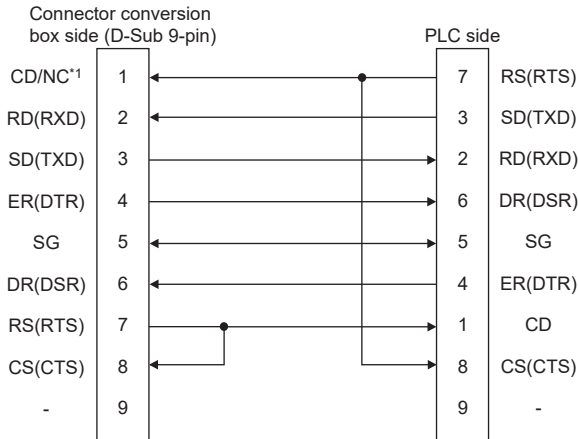 Connector conversion
box side (D-Sub 9-pin) PLC side
CD/NC*1 1 7 RS(RTS)
RD(RXD) 2 3 SD(TXD)
SD(TXD) 3 2 RD(RXD)
ER(DTR) 4 6 DR(DSR)
SG 5 5 SG
DR(DSR) 6 4 ER(DTR)
RS(RTS) 7 1 CD
CS(CTS) 8 8 CS(CTS)
- 9 9 -